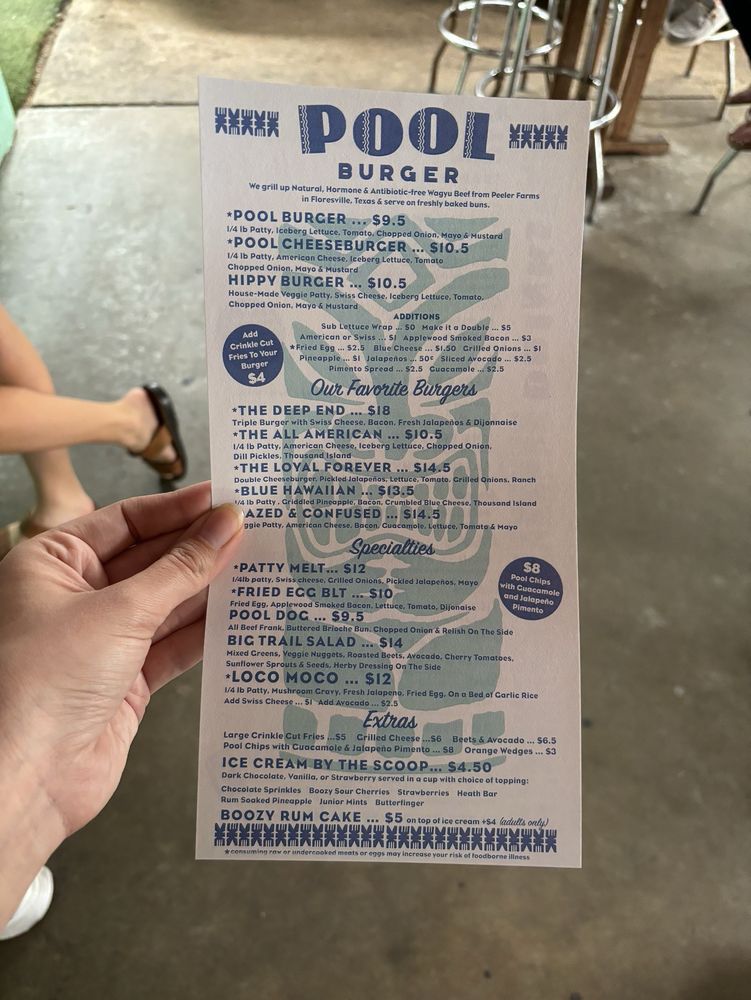 POOL
BURGER
We grill up Natural, Hormone & Antibiotic-free Wagyu Beef from Peeler Farms
in Floresville, Texas & serve on freshly baked buns.
*POOL BURGER ... $9.5
1/4 lb Patty, Iceberg Lettuce, Tomato, Chopped Onion, Mayo & Mustard
*POOL CHEESEBURGER ... $10.5
1/4 lb Patty, American Cheese, Iceberg Lettuce, Tomato
Chopped Onion, Mayo & Mustard
HIPPY BURGER ... $10.5
House-Made Veggie Patty, Swiss Cheese, Iceberg Lettuce, Tomato,
Chopped Onion, Mayo & Mustard
ADDITIONS
Sub Lettuce Wrap ... $0 Make it a Double ... $5
American or Swiss ... $1 Applewood Smoked Bacon ... $3
*Fried Egg ... $2.5 Blue Cheese ... $1.50 Grilled Onions ... $1
Pineapple ... $1 Jalapeños ... 50¢ Sliced Avocado ... $2.5
Pimento Spread ... $2.5 Guacamole ... $2.5
Add
Crinkle Cut
Fries To Your
Burger
$4
Our Favorite Burgers
*THE DEEP END ... $18
Triple Burger with Swiss Cheese, Bacon, Fresh Jalapeños & Dijonnaise
*THE ALL AMERICAN ... $10.5
1/4 lb Patty, American Cheese, Iceberg Lettuce, Chopped Onion,
Dill Pickles, Thousand Island
*THE LOYAL FOREVER ... $14.5
Double Cheeseburger, Pickled Jalapeños, Lettuce, Tomato, Grilled Onions, Ranch
*BLUE HAWAIIAN ... $13.5
1/4 lb Patty, Griddled Pineapple, Bacon, Crumbled Blue Cheese, Thousand Island
AZED & CONFUSED ... $14.5
ggie Patty, American Cheese, Bacon, Guacamole, Lettuce, Tomato & Mayo
Specialties
*PATTY MELT... $12
1/4lb patty, Swiss cheese, Grilled Onions, Pickled Jalapeños, Mayo
*FRIED EGG BLT ... $10
Fried Egg, Applewood Smoked Bacon, Lettuce, Tomato, Dijonaise
POOL DOG ... $9.5
All Beef Frank, Buttered Brioche Bun, Chopped Onion & Relish On The Side
BIG TRAIL SALAD ... $14
Mixed Greens, Veggie Nuggets, Roasted Beets, Avocado, Cherry Tomatoes,
Sunflower Sprouts & Seeds, Herby Dressing On The Side
*LOCO MOCO ... $12
1/4 lb Patty, Mushroom Gravy, Fresh Jalapeno, Fried Egg, On a Bed of Garlic Rice
Add Swiss Cheese ... $1 Add Avocado ... $2.5
$8
Pool Chips
with Guacamole
and Jalapeño
Pimento
Extras
Large Crinkle Cut Fries ...$5 Grilled Cheese ...$6 Beets & Avocado ... $6.5
Pool Chips with Guacamole & Jalapeño Pimento ... $8 Orange Wedges ... $3
ICE CREAM BY THE SCOOP... $4.50
Dark Chocolate, Vanilla, or Strawberry served in a cup with choice of topping:
Chocolate Sprinkles Boozy Sour Cherries Strawberries Heath Bar
Rum Soaked Pineapple Junior Mints Butterfinger
BOOZY RUM CAKE ... $5 on top of ice cream +$4 (adults only)
*consuming raw or undercooked meats or eggs may increase your risk of foodborne illness